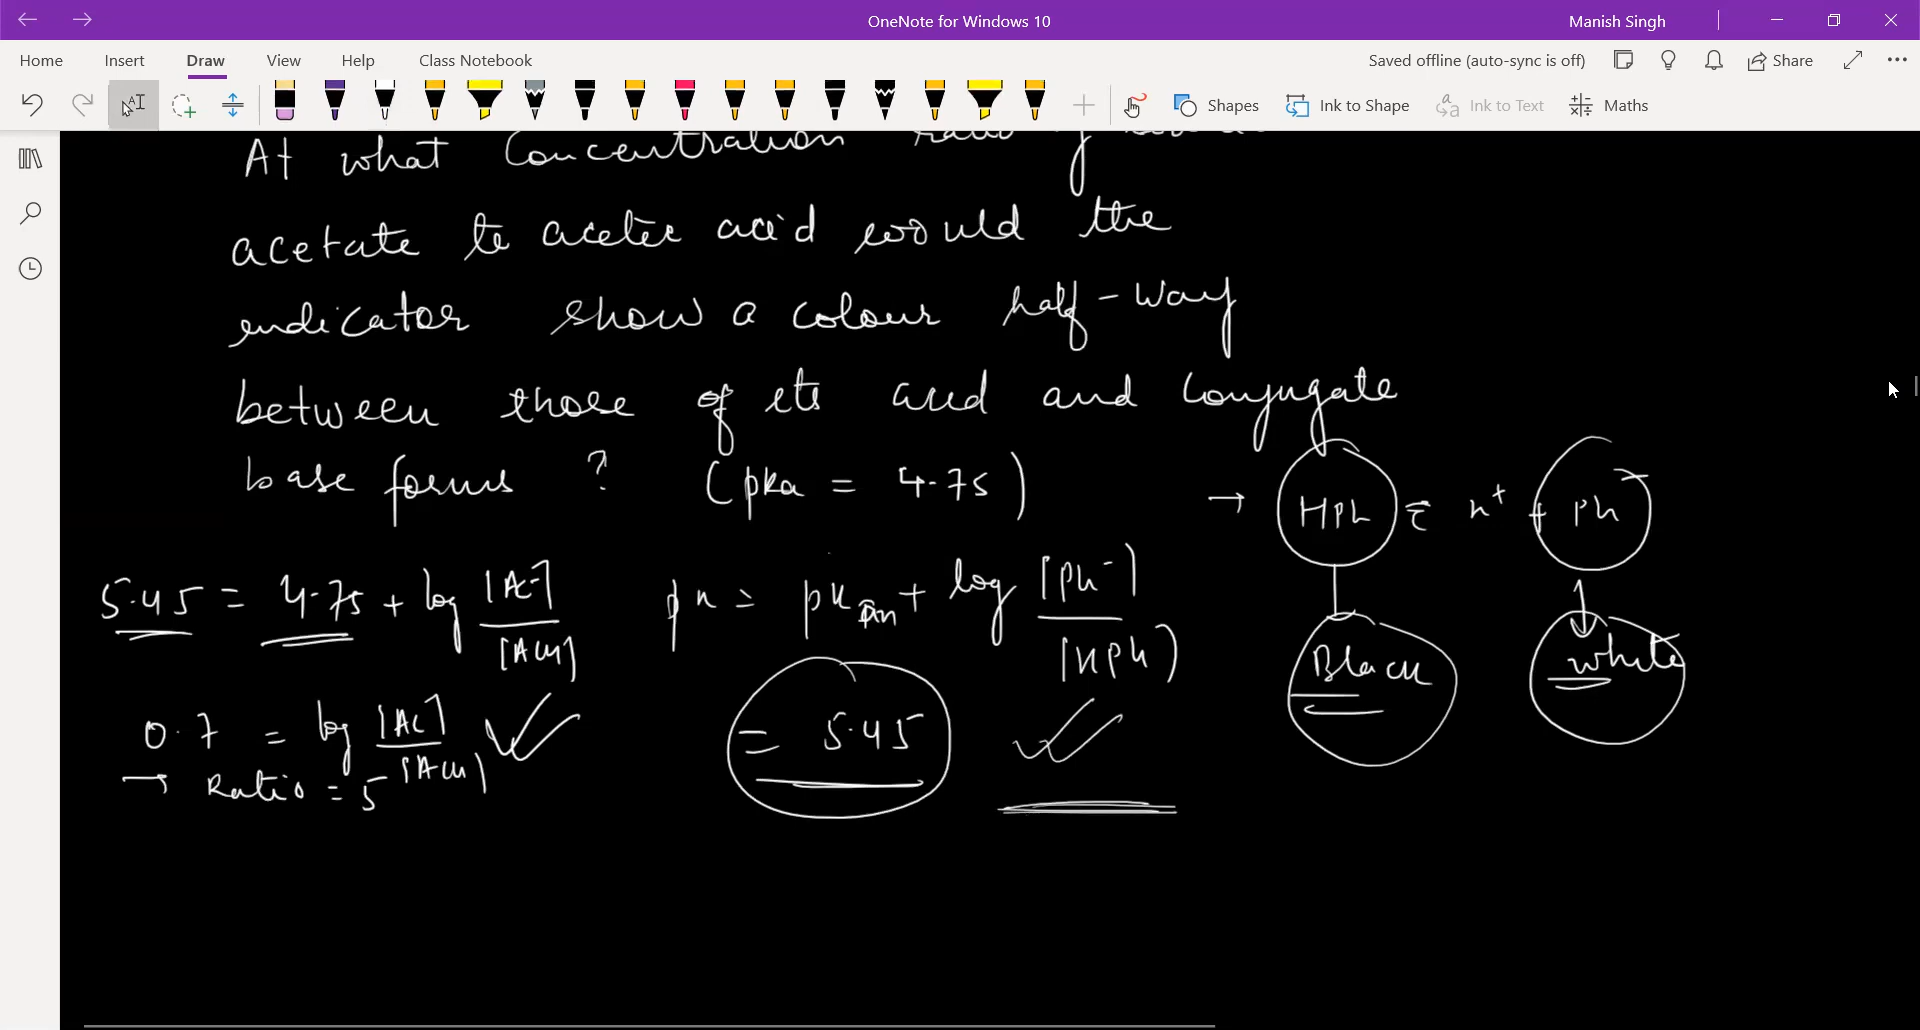 OneNote for Windows 10
Manish Singh
Home Insert Draw View Help Class Notebook
Saved offline (auto-sync is off) Share
Shapes Ink to Shape Ink to Text Maths
At what Concentration ratio of
acetate to acetic acid would the
indicator show a colour half-way
between those of its acid and conjugate
base forms ? (pKa = 4.75)
→ HPh ⇌ H⁺ + Ph⁻
5.45 = 4.75 + log [Ac⁻]/[AcH]
pH = pK_In + log [Ph⁻]/[HPh]
Black white
0.7 = log [Ac⁻]/[AcH]
= 5.45
→ Ratio = 5